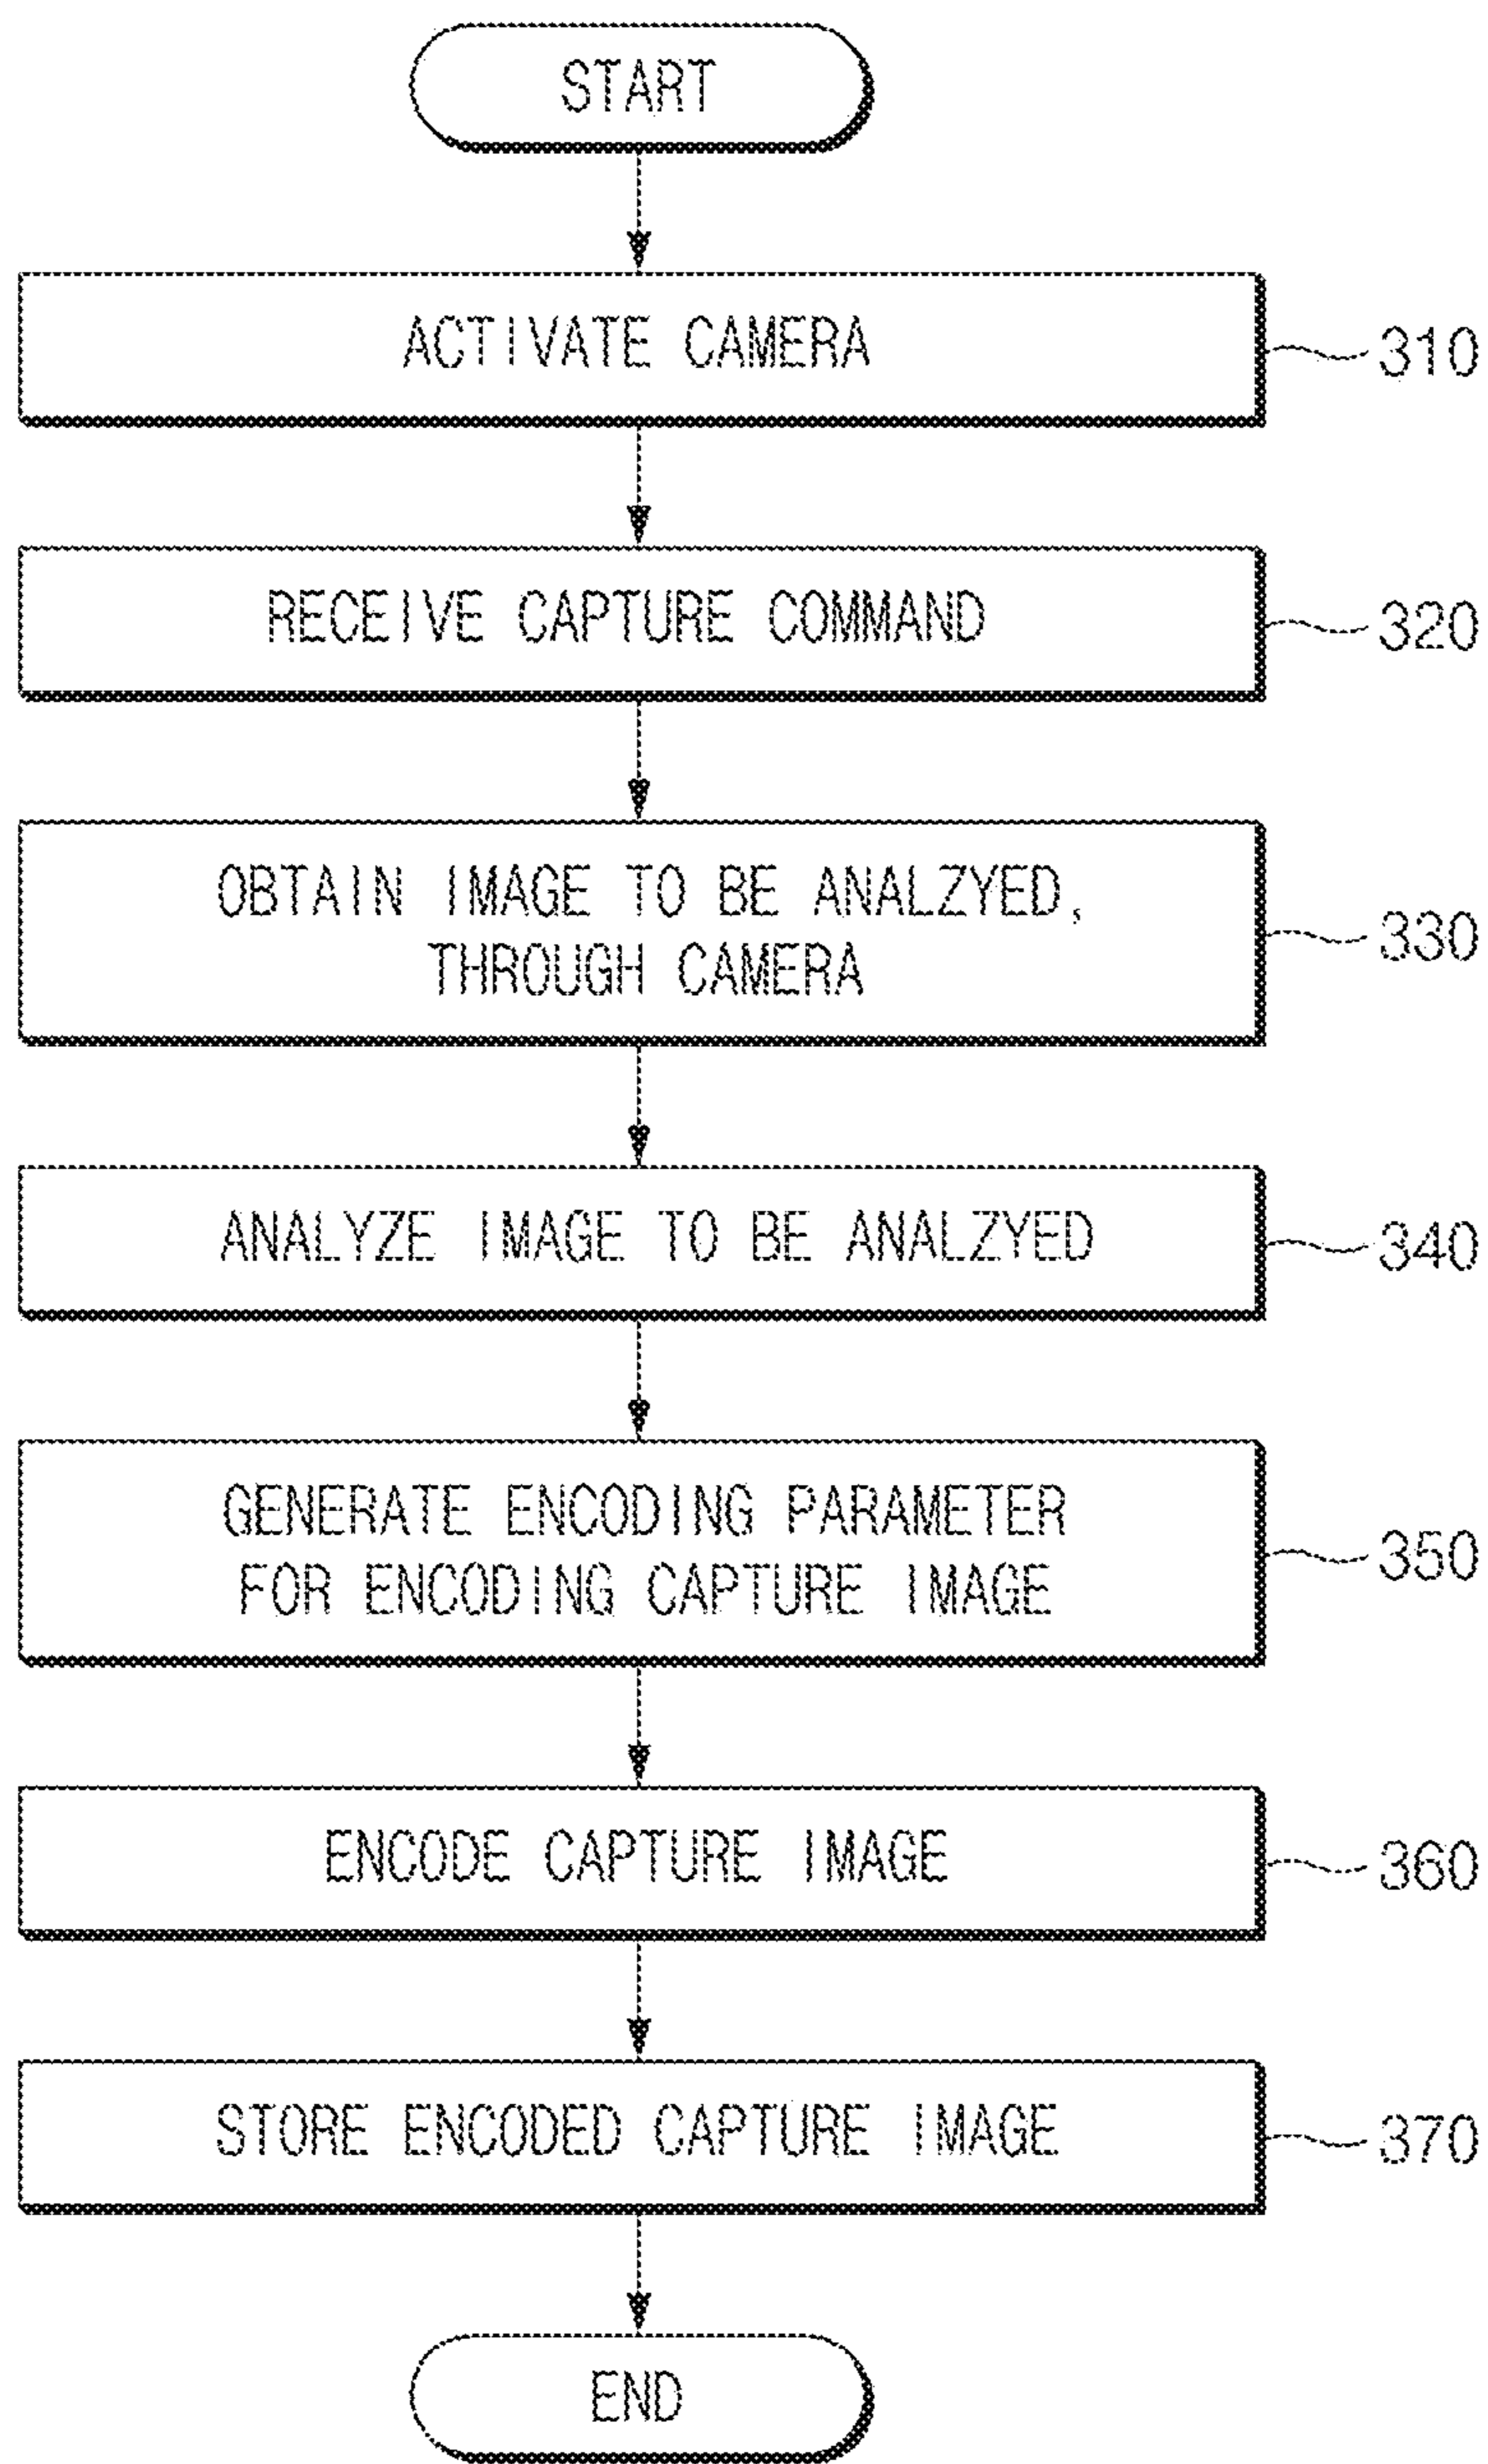 START
ACTIVATE CAMERA
310
RECEIVE CAPTURE COMMAND
320
OBTAIN IMAGE TO BE ANALZYED,
THROUGH CAMERA
330
ANALYZE IMAGE TO BE ANALZYED
340
GENERATE ENCODING PARAMETER
FOR ENCODING CAPTURE IMAGE
350
ENCODE CAPTURE IMAGE
360
STORE ENCODED CAPTURE IMAGE
370
END